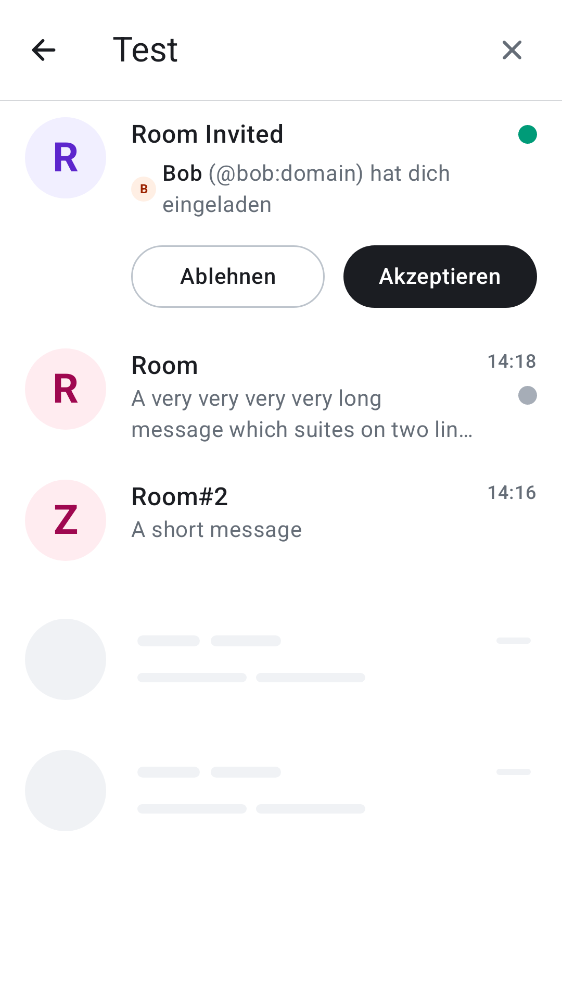 Test
R
Room Invited
B
Bob (@bob:domain) hat dich
eingeladen
Ablehnen
Akzeptieren
R
Room
14:18
A very very very very long
message which suites on two lin…
Z
Room#2
14:16
A short message